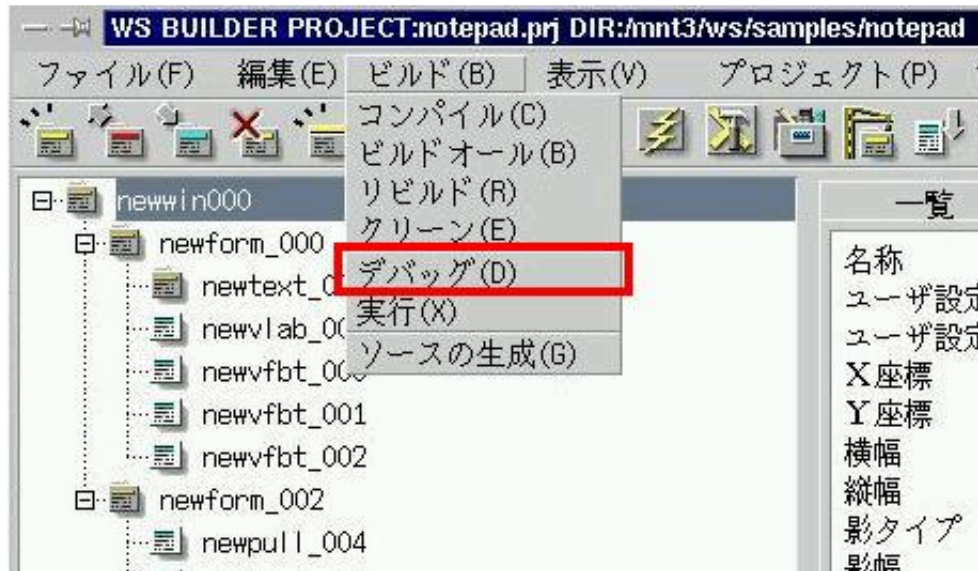 WS BUILDER PROJECT:notepad.prj DIR:/mnt3/ws/samples/notepad
ファイル(F) 編集(E) ビルド(B) 表示(V) プロジェクト(P)
コンパイル(C)
ビルドオール(B)
リビルド(R)
クリーン(E)
デバッグ(D)
実行(X)
ソースの生成(G)
newwin000
newform_000
newtext_0
newvlab_00
newvfbt_000
newvfbt_001
newvfbt_002
newform_002
newpull_004
一覧
名称
ユーザ設定
ユーザ設定
X座標
Y座標
横幅
縦幅
影タイプ
影幅